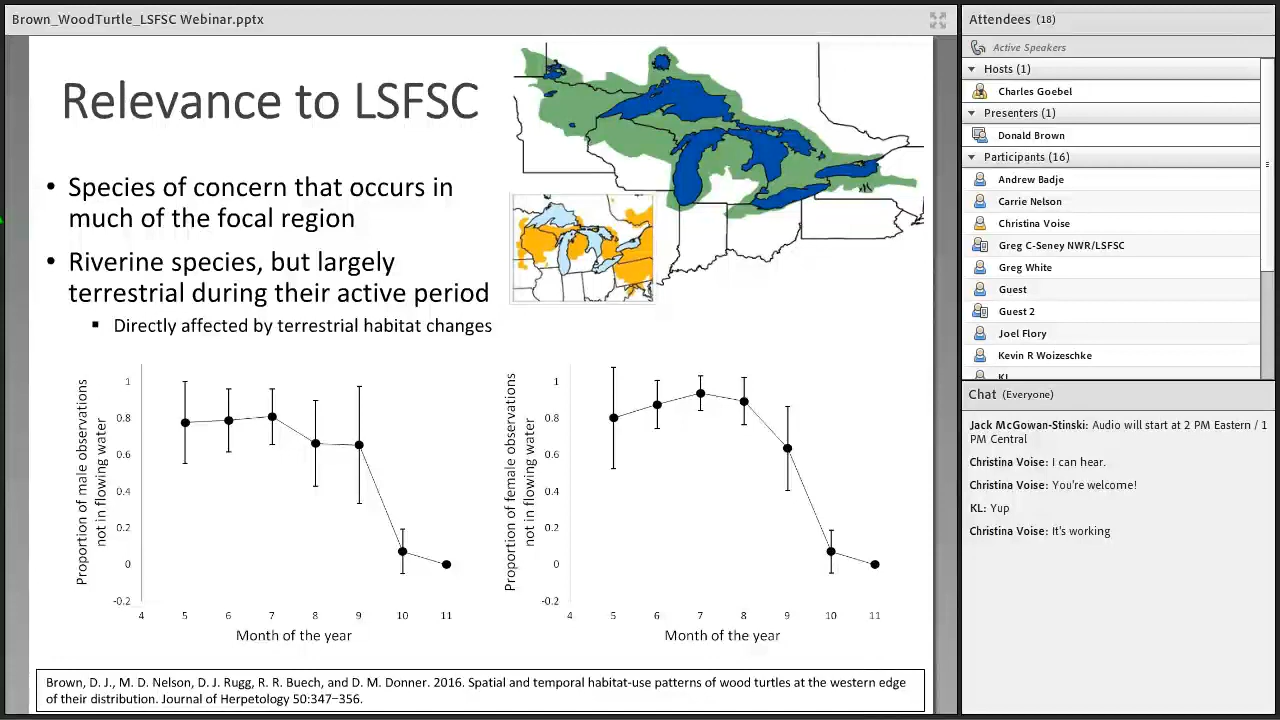 Brown_WoodTurtle_LSFSC Webinar.pptx
Relevance to LSFSC
• Species of concern that occurs in
much of the focal region
• Riverine species, but largely
terrestrial during their active period
▪ Directly affected by terrestrial habitat changes
Proportion of male observations
not in flowing water
1
0.8
0.6
0.4
0.2
0
-0.2
4 5 6 7 8 9 10 11
Month of the year
Proportion of female observations
not in flowing water
1
0.8
0.6
0.4
0.2
0
-0.2
4 5 6 7 8 9 10 11
Month of the year
Brown, D. J., M. D. Nelson, D. J. Rugg, R. R. Buech, and D. M. Donner. 2016. Spatial and temporal habitat-use patterns of wood turtles at the western edge
of their distribution. Journal of Herpetology 50:347−356.
Attendees (18)
Active Speakers
Hosts (1)
Charles Goebel
Presenters (1)
Donald Brown
Participants (16)
Andrew Badje
Carrie Nelson
Christina Voise
Greg C-Seney NWR/LSFSC
Greg White
Guest
Guest 2
Joel Flory
Kevin R Woizeschke
KL
Chat (Everyone)
Jack McGowan-Stinski: Audio will start at 2 PM Eastern / 1
PM Central
Christina Voise: I can hear.
Christina Voise: You're welcome!
KL: Yup
Christina Voise: It's working